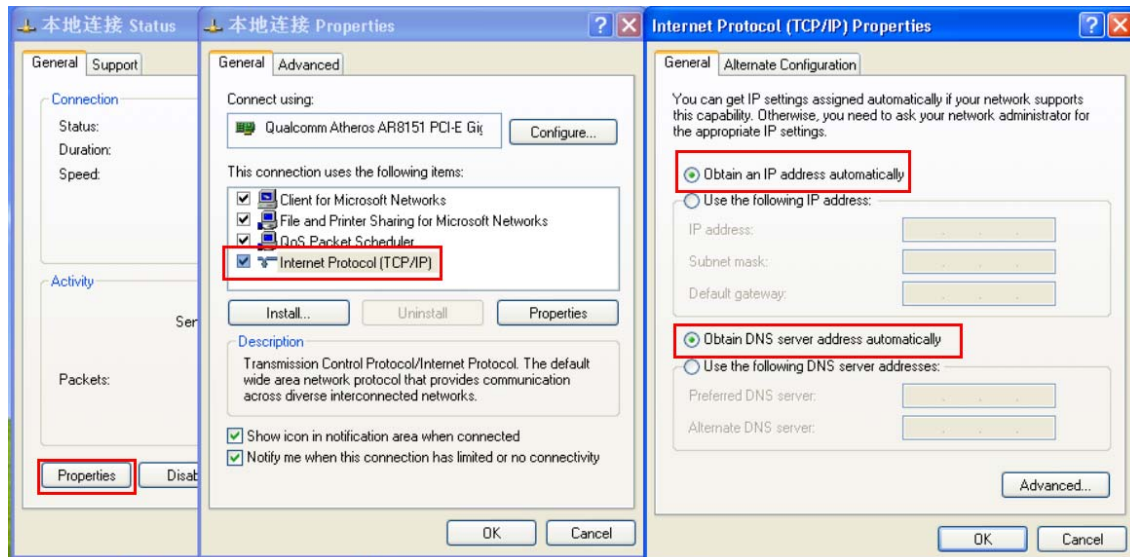 本地连接 Status
General
Support
Connection
Status:
Duration:
Speed:
Activity
Packets:
Properties
本地连接 Properties
General
Advanced
Connect using:
Qualcomm Atheros AR8151 PCI-E
Configure...
This connection uses the following items:
Client for Microsoft Networks
File and Printer Sharing for Microsoft Networks
QoS Packet Scheduler
Internet Protocol (TCP/IP)
Install...
Uninstall
Properties
Description
Transmission Control Protocol/Internet Protocol. The default
wide area network protocol that provides communication
across diverse interconnected networks.
Show icon in notification area when connected
Notify me when this connection has limited or no connectivity
OK
Cancel
Internet Protocol (TCP/IP) Properties
General
Alternate Configuration
You can get IP settings assigned automatically if your network supports
this capability. Otherwise, you need to ask your network administrator for
the appropriate IP settings.
Obtain an IP address automatically
Use the following IP address:
IP address:
Subnet mask:
Default gateway:
Obtain DNS server address automatically
Use the following DNS server addresses:
Preferred DNS server:
Alternate DNS server:
Advanced...
OK
Cancel